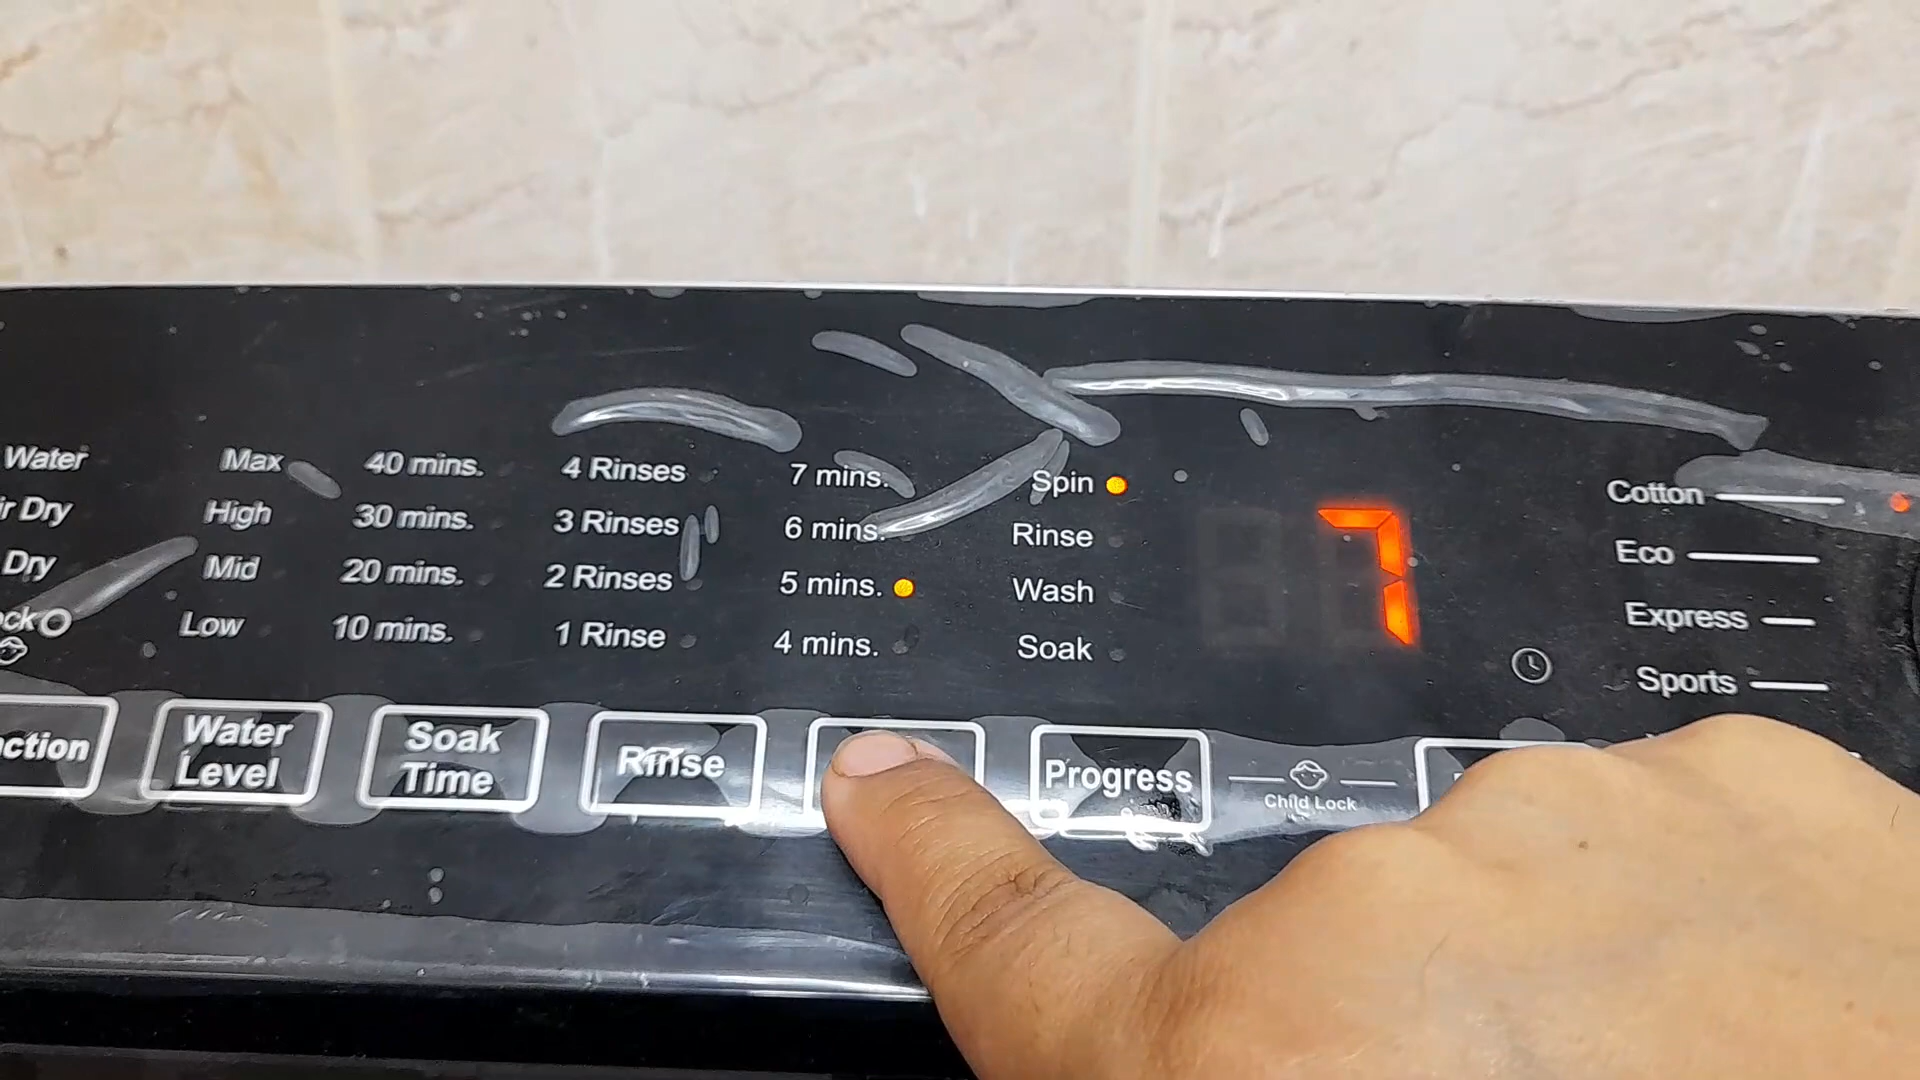 Water
Max
40 mins.
4 Rinses
7 mins.
Spin
Cotton
Dry
High
30 mins.
3 Rinses
6 mins.
Rinse
Eco
Dry
Mid
20 mins.
2 Rinses
5 mins.
Wash
Express
Low
10 mins.
1 Rinse
4 mins.
Soak
Sports
7
ction
Water
Level
Soak
Time
Rinse
Progress
Child Lock